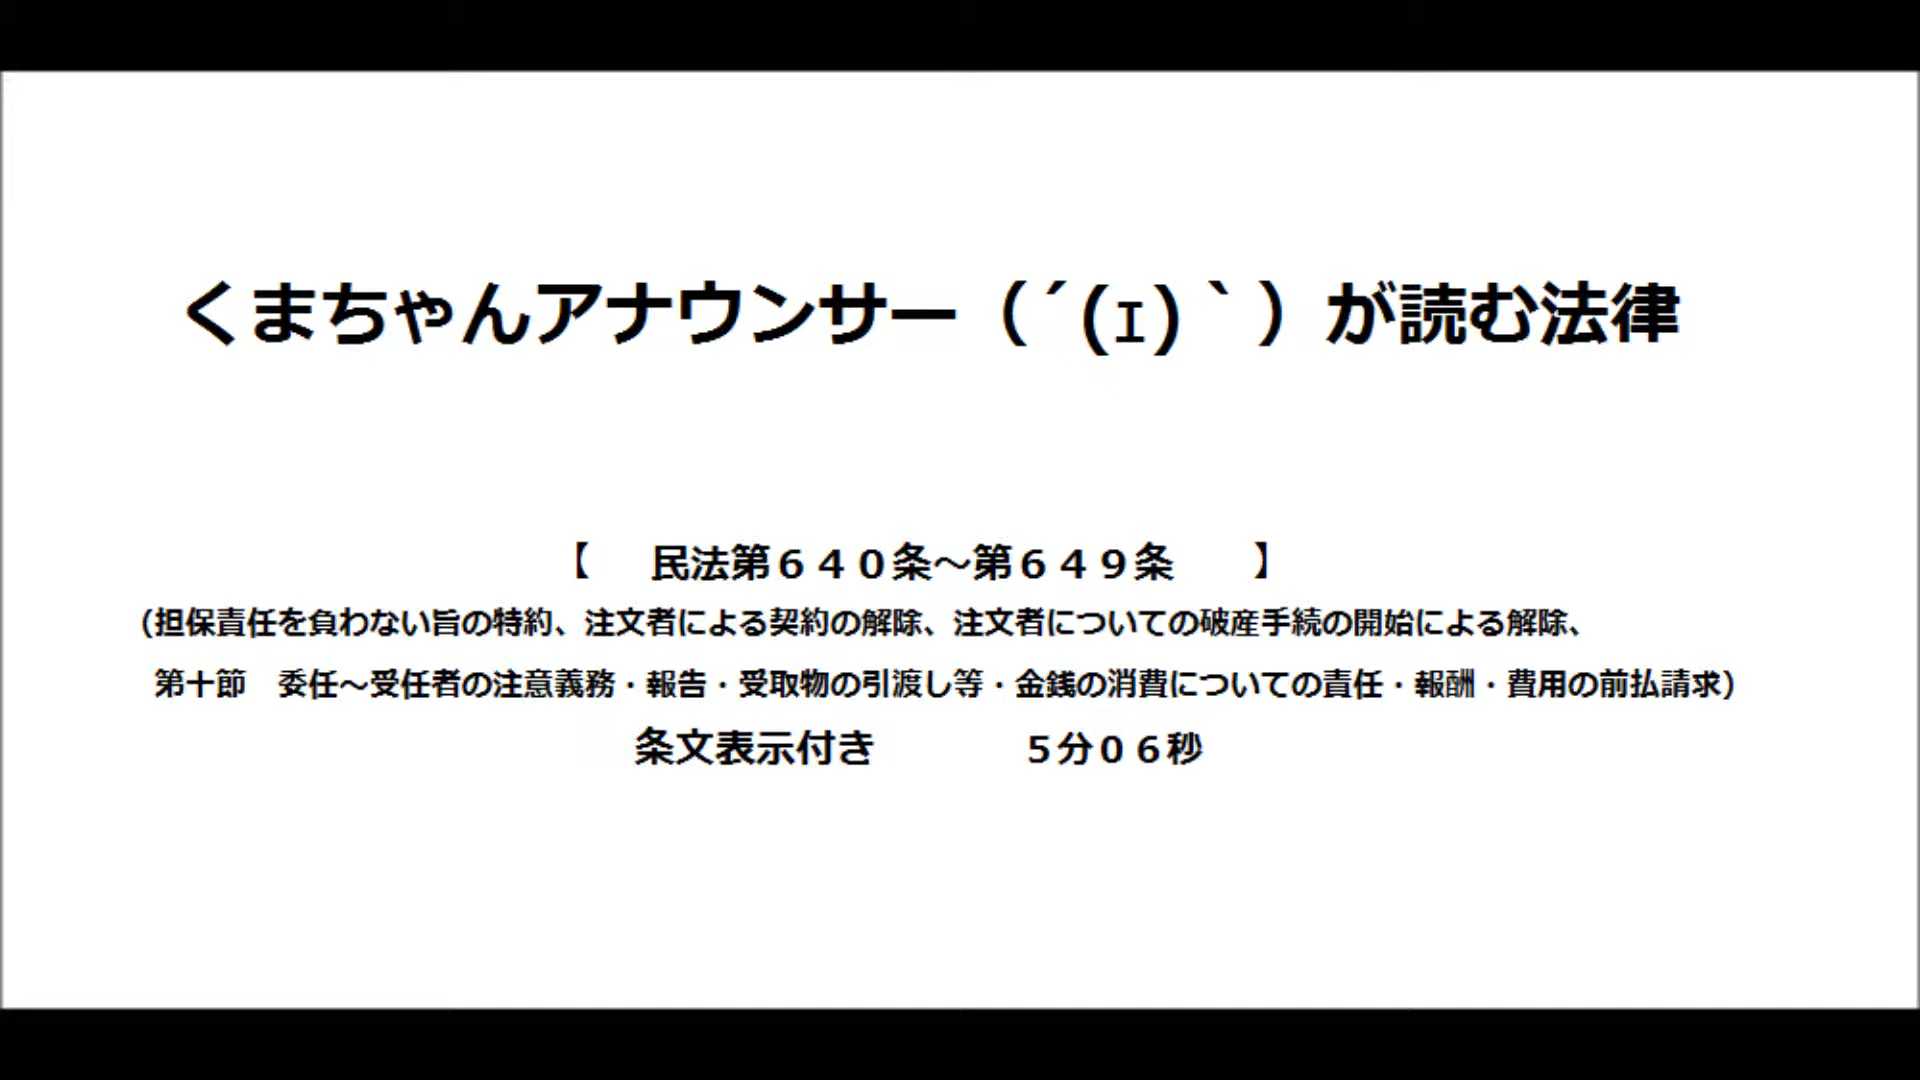 くまちゃんアナウンサー（´(ｪ)｀）が読む法律
【　民法第６４０条～第６４９条　】
(担保責任を負わない旨の特約、注文者による契約の解除、注文者についての破産手続の開始による解除、
第十節　委任～受任者の注意義務・報告・受取物の引渡し等・金銭の消費についての責任・報酬・費用の前払請求)
条文表示付き　　　５分０６秒